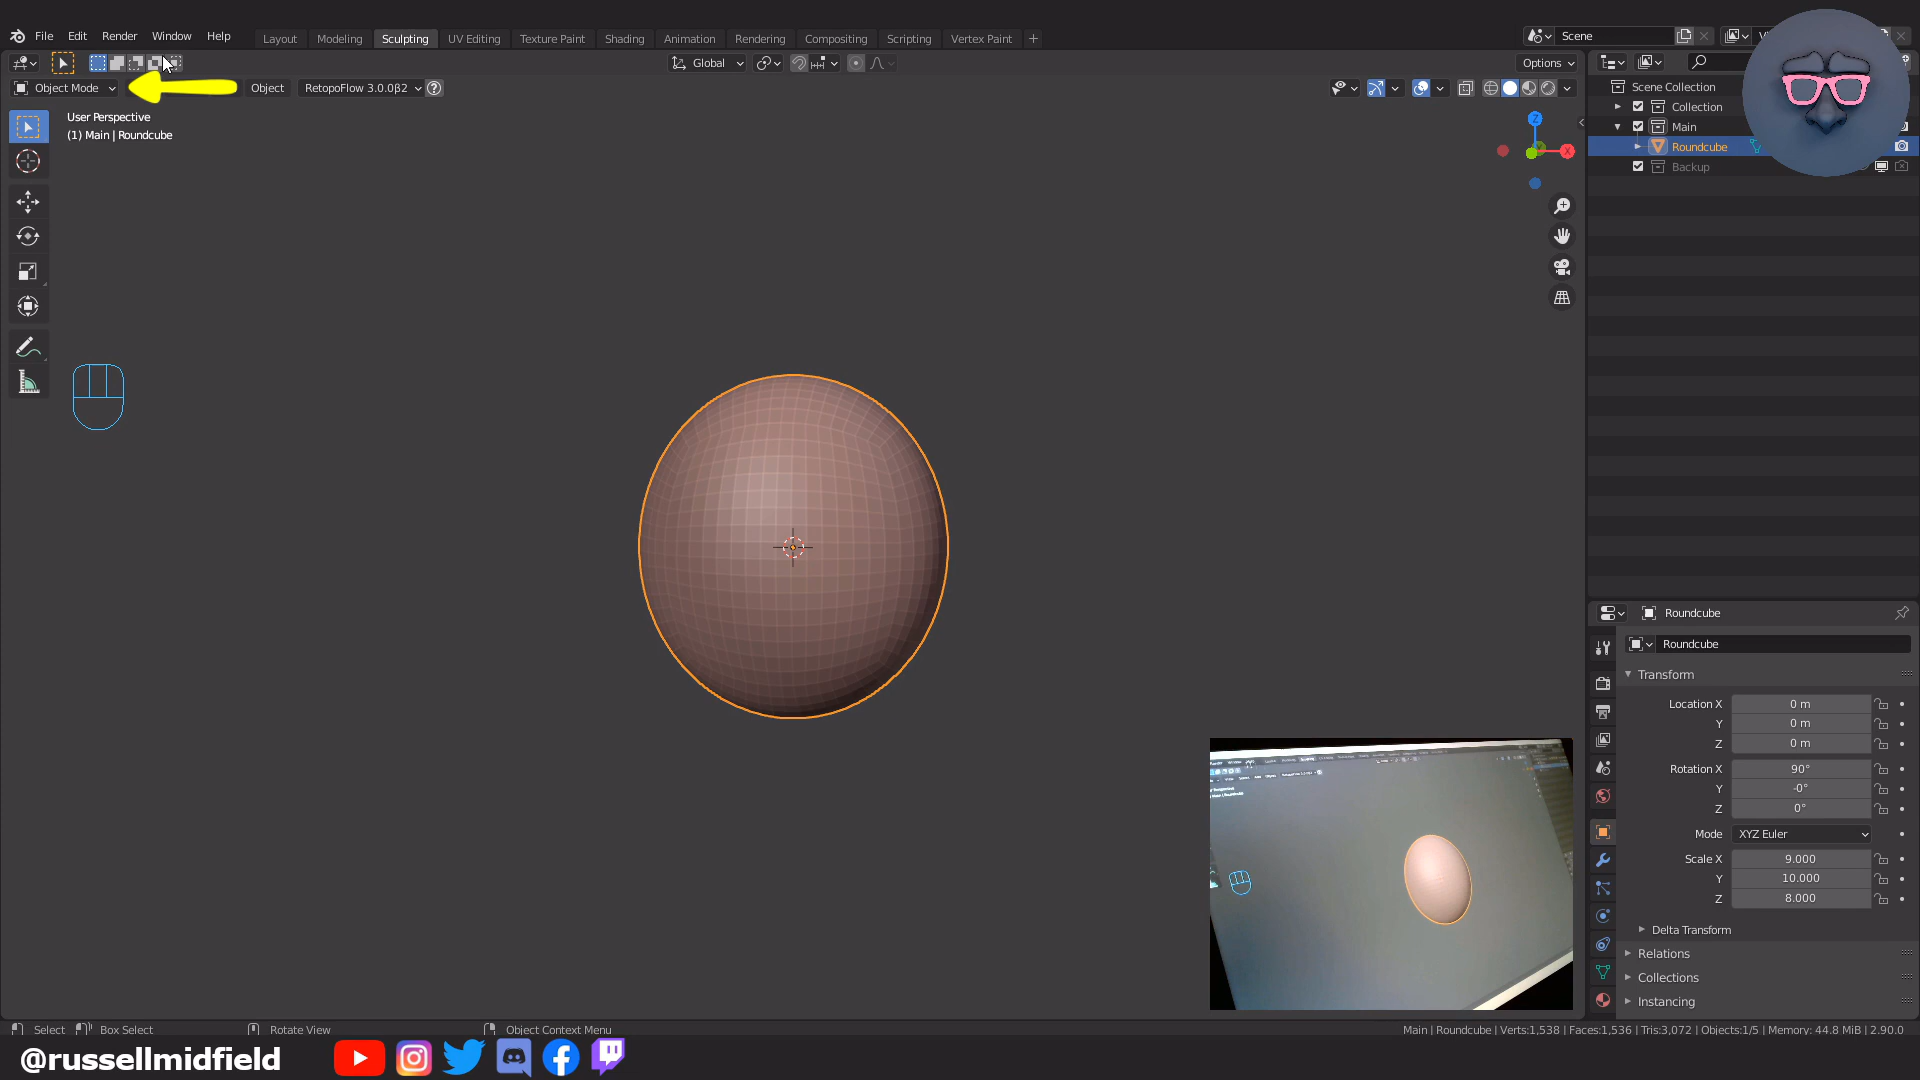 File Edit Render Window Help Layout Modeling Sculpting UV Editing Texture Paint Shading Animation Rendering Compositing Scripting Vertex Paint + Scene
Global Options
Object Mode Object RetopoFlow 3.0.0β2
User Perspective
(1) Main | Roundcube
Z
X
Scene Collection
Collection
Main
Roundcube
Backup
Roundcube
Roundcube
Transform
Location X 0 m
Y 0 m
Z 0 m
Rotation X 90°
Y -0°
Z 0°
Mode XYZ Euler
Scale X 9.000
Y 10.000
Z 8.000
Delta Transform
Relations
Collections
Instancing
Select Box Select Rotate View Object Context Menu Main | Roundcube | Verts:1,538 | Faces:1,536 | Tris:3,072 | Objects:1/5 | Memory: 44.8 MiB | 2.90.0
@russellmidfield